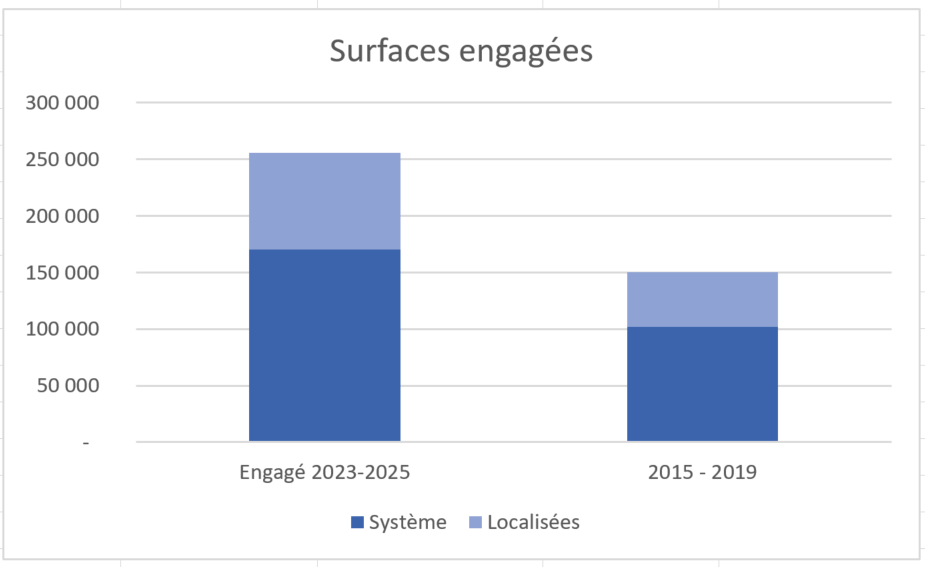 Surfaces engagées
300 000
250 000
200 000
150 000
100 000
50 000
-
Engagé 2023-2025
2015 - 2019
Système
Localisées